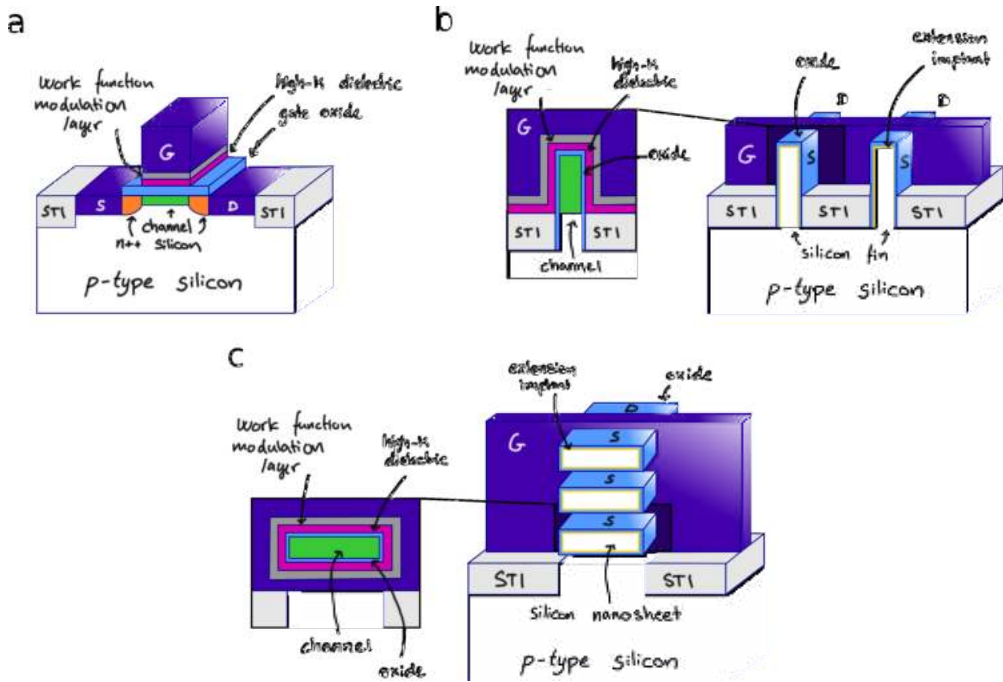 a
work function
modulation
layer
high-K dielectric
gate oxide
G
STI
S
D
STI
channel
silicon
n++
p-type silicon
b
work function
modulation
layer
high-K
dielectric
G
oxide
STI
STI
channel
oxide
extension
implant
D
D
G
S
S
STI
STI
STI
silicon fin
p-type silicon
c
work function
modulation
layer
high-K
dielectric
channel
oxide
extension
implant
oxide
D
G
S
S
S
STI
STI
silicon nanosheet
p-type silicon